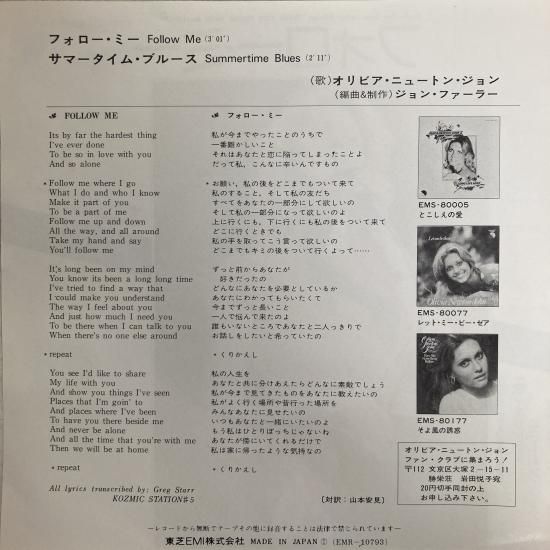 フォロー・ミー Follow Me (3'01")
サマータイム・ブルース Summertime Blues (2'11")
(歌)オリビア・ニュートン・ジョン
(編曲&制作)ジョン・ファーラー
FOLLOW ME
Its by far the hardest thing
I've ever done
To be so in love with you
And so alone
*Follow me where I go
What I do and who I know
Make it part of you
To be a part of me
Follow me up and down
All the way, and all around
Take my hand and say
You'll follow me
It's long been on my mind
You know its been a long long time
I've tried to find a way that
I could make you understand
The way I feel about you
And just how much I need you
To be there when I can talk to you
When there's no one else around
*repeat
You see I'd like to share
My life with you
And show you things I've seen
Places that I'm goin' to
And places where I've been
To have you there beside me
And never be alone
And all the time that you're with me
Then we will be at home
*repeat
All lyrics transcribed by: Greg Starr
KOZMIC STATION#5
フォロー・ミー
私が今までやったことのうちで
一番難かしいこと
それはあなたと恋に陥ってしまったことよ
だって私、こんなに辛いんですもの
*お願い、私の後をどこまでもついて来て
私のすること、そして私の友だち
すべてをあなたの一部分にして欲しいの
そして私の一部分になって欲しいのよ
上に行くにも、下に行くにも私の後をついて来て
どこに行くときでも
私の手を取ってこう言って欲しいの
どこまでもキミの後をついて行くよって……
ずっと前からあなたが
好きだったの
どんなにあなたを必要としているか
あなたにわかってもらいたくて
今までずっと長いこと
一人で悩んで来たのよ
誰もいないところであなたと二人っきりで
お話しをしたいと希っていたの
*くりかえし
私の人生を
あなたと共に分けあえたらどんなに素敵でしょう
私が今まで見てきたものをあなたに教えたいの
私がよく行く場所や昔行った場所を
みんなあなたに見せたいの
いつもあなたと一緒にいたいのよ
もう私はひとりぼっちじゃないわ
あなたが傍にいてくれるだけで
私は家に帰ったような気持なの
*くりかえし
[対訳:山本安見]
EMS-80005
とこしえの愛
EMS-80077
レット・ミー・ビー・ゼア
EMS-80177
そよ風の誘惑
オリビア・ニュートン・ジョン
ファン・クラブに集まろう!
〒112 文京区大塚2-15-11
勝栄荘 岩田悦子宛
20円切手同封の上
お申し込み下さい。
—レコードから無断でテープその他に録音することは法律で禁じられています—
東芝EMI株式会社 MADE IN JAPAN Ⓣ (EMR-10793)